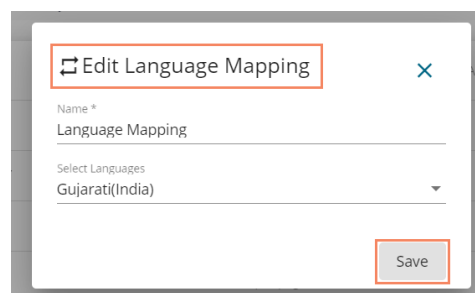 Edit Language Mapping
Name *
Language Mapping
Select Languages
Gujarati(India)
Save